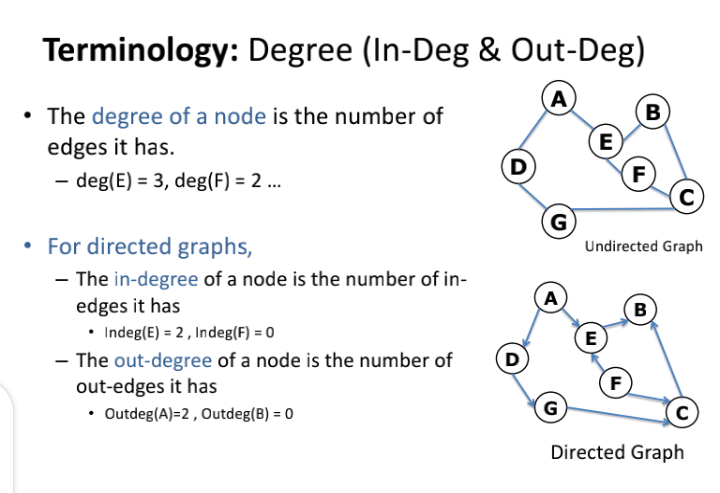 Terminology: Degree (In-Deg & Out-Deg)
• The degree of a node is the number of
edges it has.
– deg(E) = 3, deg(F) = 2 ...
• For directed graphs,
– The in-degree of a node is the number of in-
edges it has
• Indeg(E) = 2 , Indeg(F) = 0
– The out-degree of a node is the number of
out-edges it has
• Outdeg(A)=2 , Outdeg(B) = 0
A
B
E
D
F
C
G
Undirected Graph
A
B
E
D
F
G
C
Directed Graph